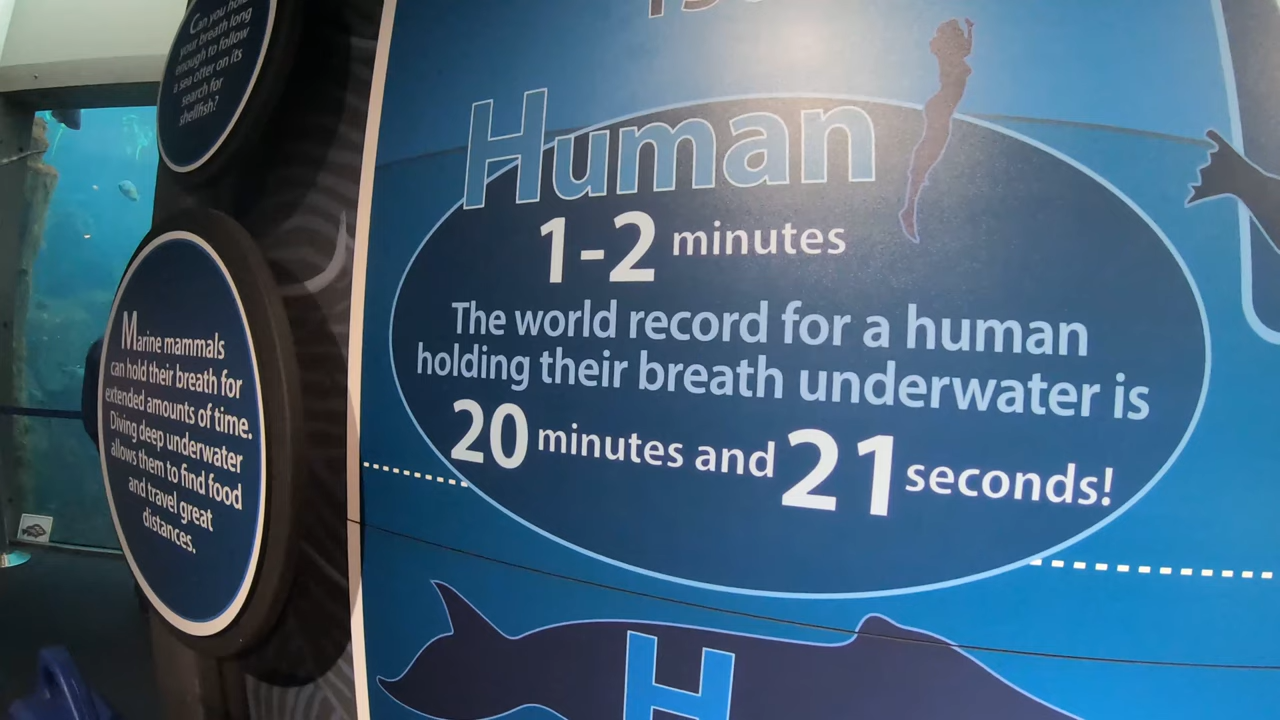 Can you hold
your breath long
enough to follow
a sea otter on its
search for
shellfish?
Marine mammals
can hold their breath for
extended amounts of time.
Diving deep underwater
allows them to find food
and travel great
distances.
Human
1-2 minutes
The world record for a human
holding their breath underwater is
20 minutes and 21 seconds!
H